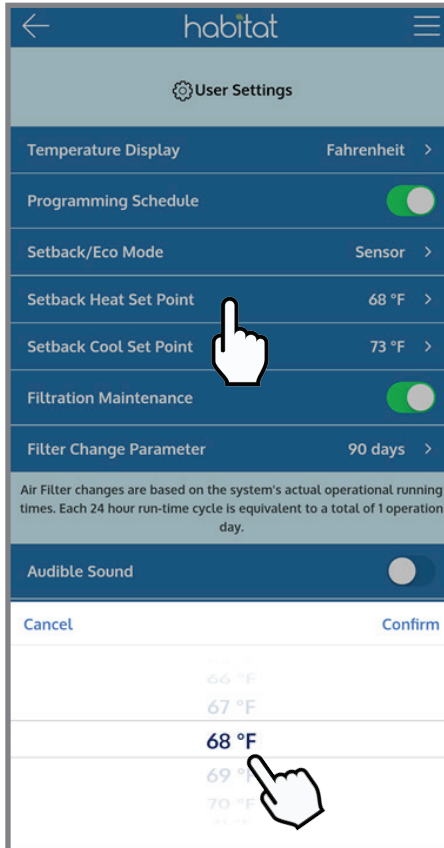 habitat
User Settings
Temperature Display Fahrenheit >
Programming Schedule
Setback/Eco Mode Sensor >
Setback Heat Set Point 68 °F >
Setback Cool Set Point 73 °F >
Filtration Maintenance
Filter Change Parameter 90 days >
Air Filter changes are based on the system's actual operational running
times. Each 24 hour run-time cycle is equivalent to a total of 1 operation
day.
Audible Sound
Cancel Confirm
66 °F
67 °F
68 °F
69 °F
70 °F